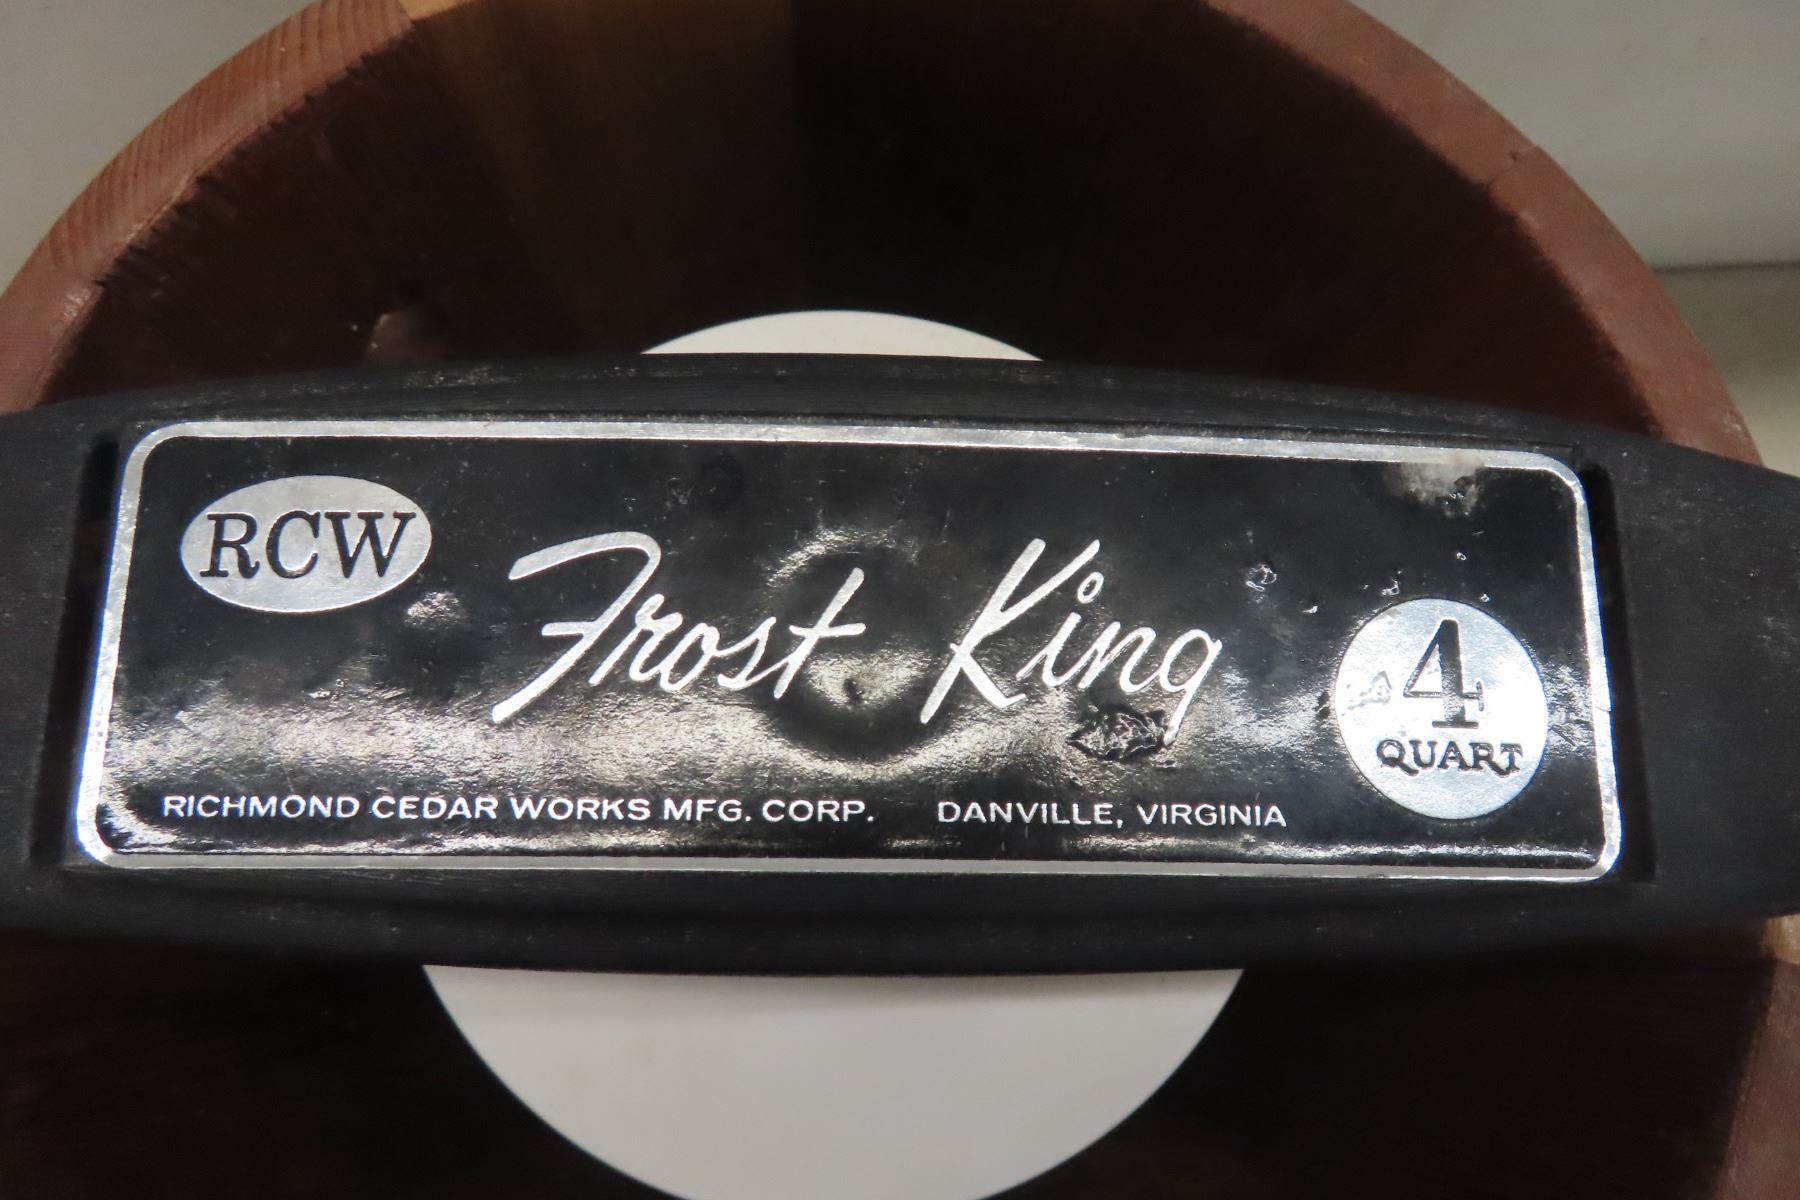 RCW
Frost King
4
QUART
RICHMOND CEDAR WORKS MFG. CORP. DANVILLE, VIRGINIA